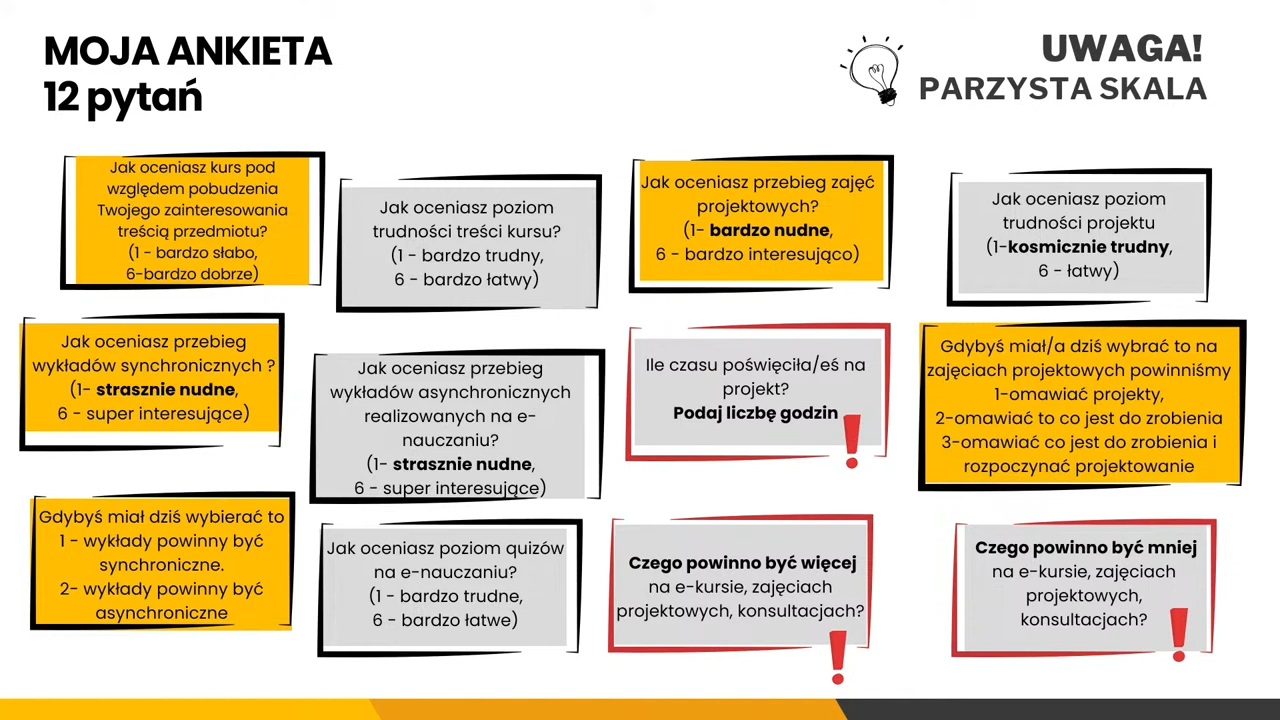 MOJA ANKIETA
12 pytań
UWAGA!
PARZYSTA SKALA
Jak oceniasz kurs pod
względem pobudzenia
Twojego zainteresowania
treścią przedmiotu?
(1 - bardzo słabo,
6-bardzo dobrze)
Jak oceniasz poziom
trudności treści kursu?
(1 - bardzo trudny,
6 - bardzo łatwy)
Jak oceniasz przebieg zajęć
projektowych?
(1- bardzo nudne,
6 - bardzo interesująco)
Jak oceniasz poziom
trudności projektu
(1-kosmicznie trudny,
6 - łatwy)
Jak oceniasz przebieg
wykładów synchronicznych ?
(1- strasznie nudne,
6 - super interesujące)
Jak oceniasz przebieg
wykładów asynchronicznych
realizowanych na e-
nauczaniu?
(1- strasznie nudne,
6 - super interesujące)
Ile czasu poświęciła/eś na
projekt?
Podaj liczbę godzin
!
Gdybyś miał/a dziś wybrać to na
zajęciach projektowych powinniśmy
1-omawiać projekty,
2-omawiać to co jest do zrobienia
3-omawiać co jest do zrobienia i
rozpoczynać projektowanie
Gdybyś miał dziś wybierać to
1 - wykłady powinny być
synchroniczne.
2- wykłady powinny być
asynchroniczne
Jak oceniasz poziom quizów
na e-nauczaniu?
(1 - bardzo trudne,
6 - bardzo łatwe)
Czego powinno być więcej
na e-kursie, zajęciach
projektowych, konsultacjach?
!
Czego powinno być mniej
na e-kursie, zajęciach
projektowych,
konsultacjach?
!